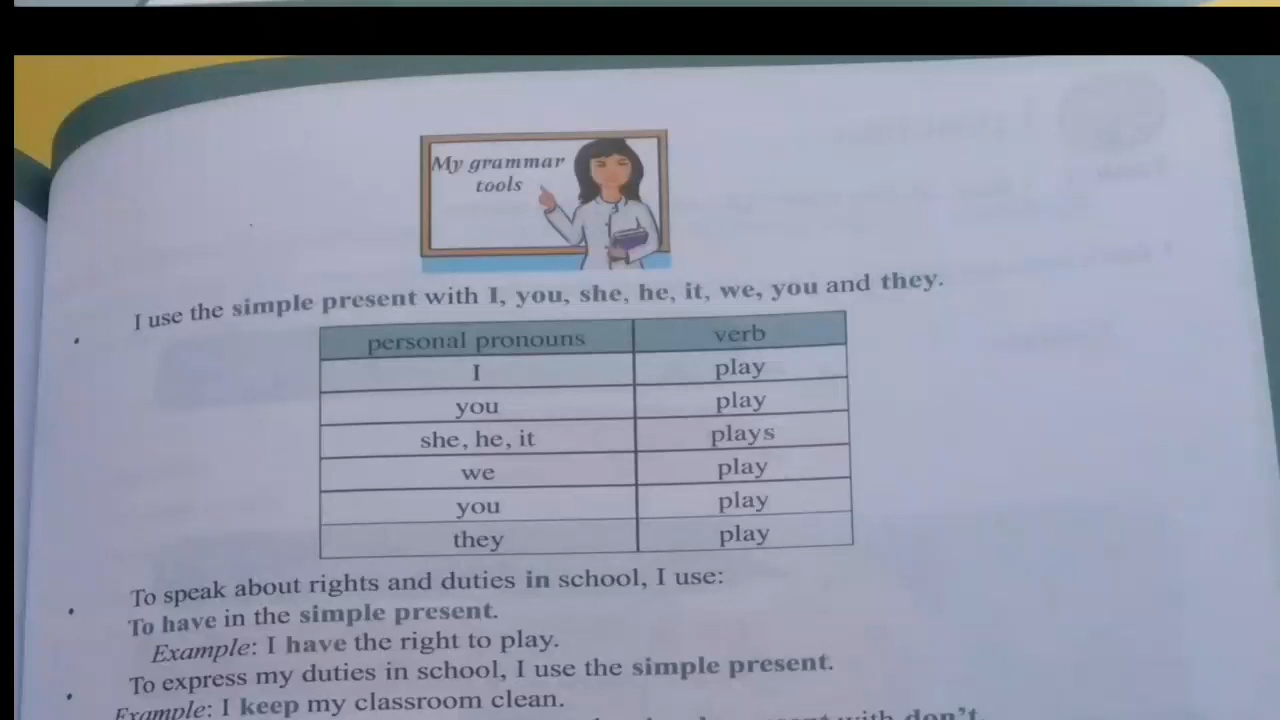 My grammar
tools
I use the simple present with I, you, she, he, it, we, you and they.
personal pronouns verb
I play
you play
she, he, it plays
we play
you play
they play
To speak about rights and duties in school, I use:
To have in the simple present.
Example: I have the right to play.
To express my duties in school, I use the simple present.
Example: I keep my classroom clean.
with don't.